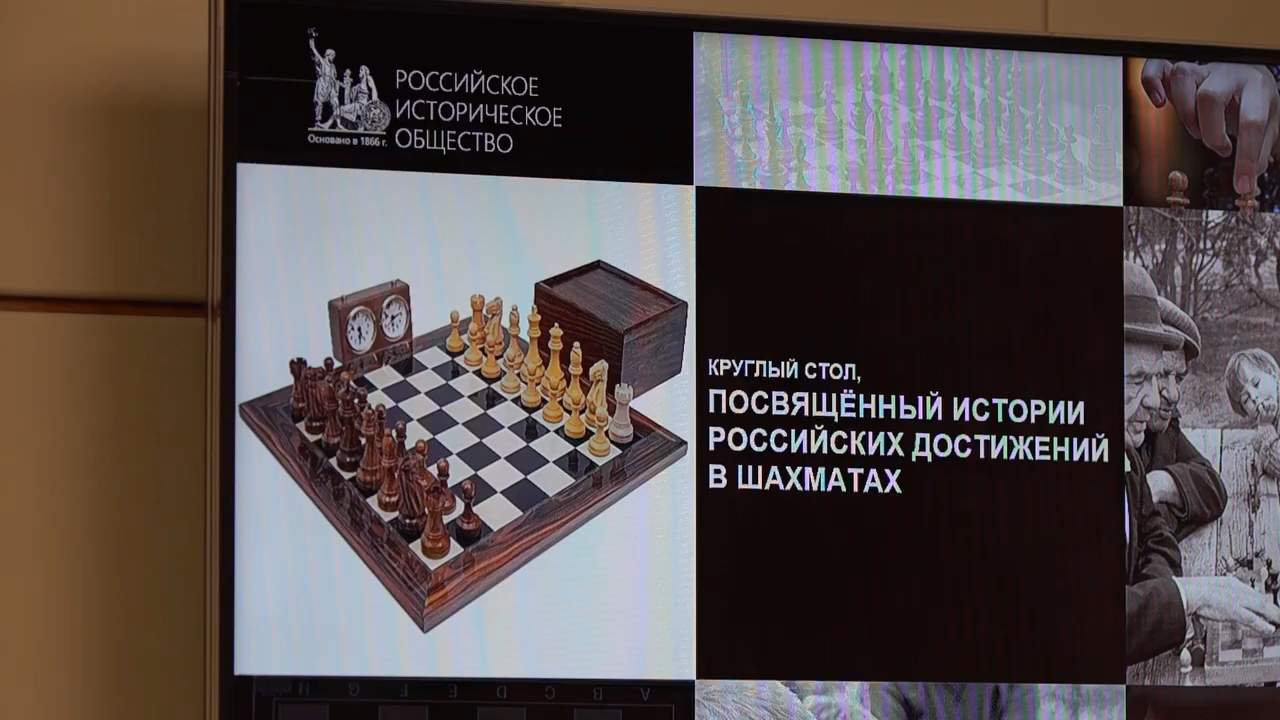 РОССИЙСКОЕ
ИСТОРИЧЕСКОЕ
ОБЩЕСТВО
Основано в 1866 г.
КРУГЛЫЙ СТОЛ,
ПОСВЯЩЁННЫЙ ИСТОРИИ
РОССИЙСКИХ ДОСТИЖЕНИЙ
В ШАХМАТАХ
H G F E D C B A